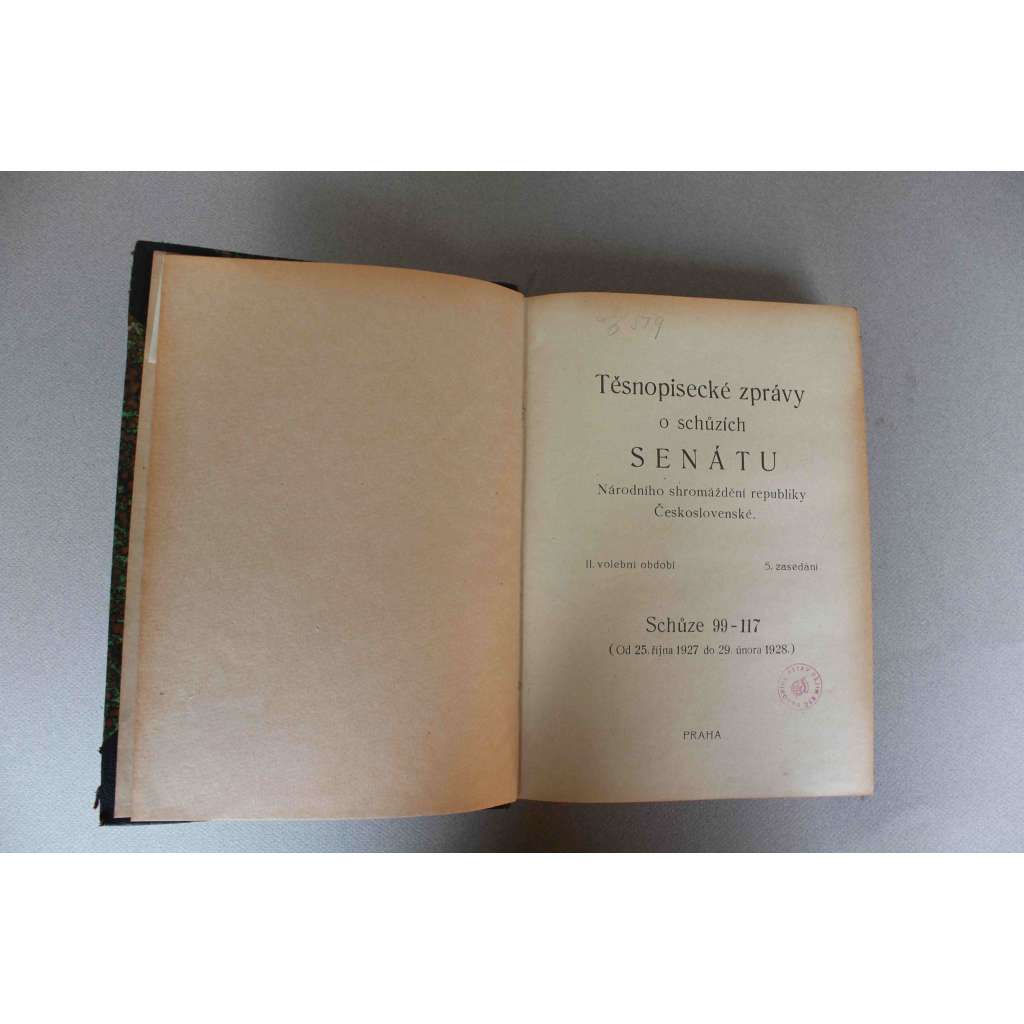 579
Těsnopisecké zprávy
o schůzích
SENÁTU
Národního shromáždění republiky
Československé.
II. volební období 5. zasedání
Schůze 99-117
(Od 25. října 1927 do 29. února 1928.)
PRAHA